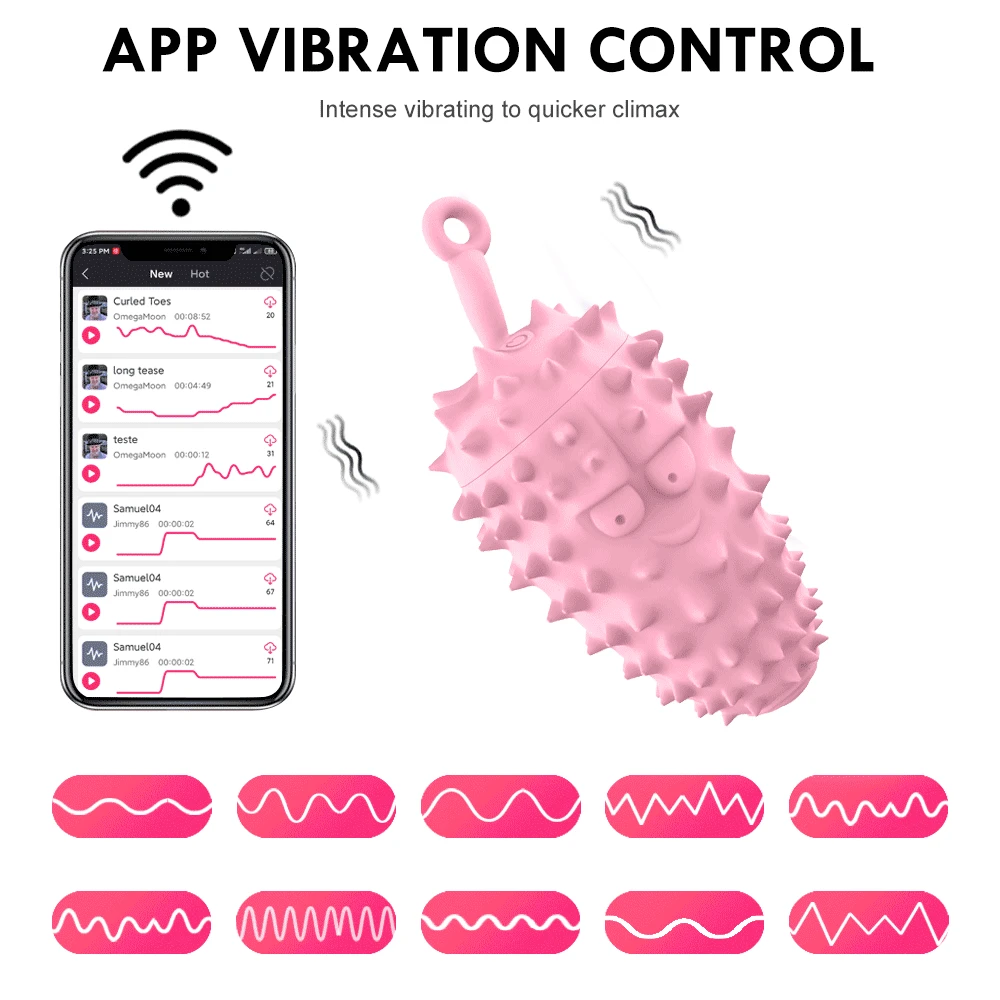 APP VIBRATION CONTROL
Intense vibrating to quicker climax
3:25 PM
New Hot
Curled Toes
OmegaMoon 00:08:52
20
long tease
OmegaMoon 00:04:49
21
teste
OmegaMoon 00:00:12
31
Samuel04
Jimmy86 00:00:02
64
Samuel04
Jimmy86 00:00:02
67
Samuel04
Jimmy86 00:00:02
71